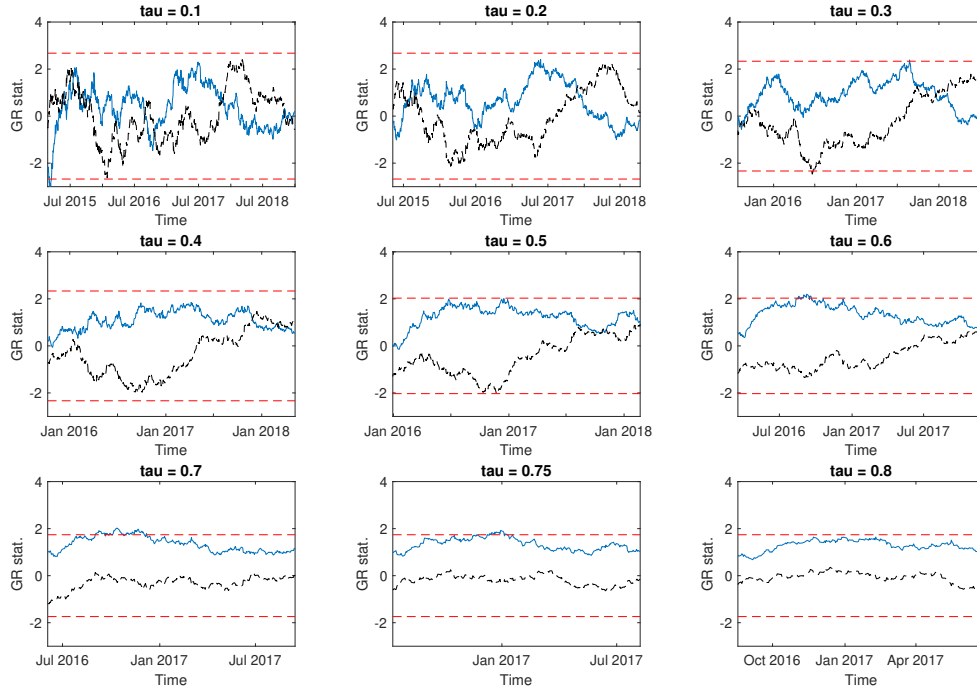 tau = 0.1
4
2
0
-2
GR stat.
Jul 2015 Jul 2016 Jul 2017 Jul 2018
Time
tau = 0.2
4
2
0
-2
GR stat.
Jul 2015 Jul 2016 Jul 2017 Jul 2018
Time
tau = 0.3
4
2
0
-2
GR stat.
Jan 2016 Jan 2017 Jan 2018
Time
tau = 0.4
4
2
0
-2
GR stat.
Jan 2016 Jan 2017 Jan 2018
Time
tau = 0.5
4
2
0
-2
GR stat.
Jan 2016 Jan 2017 Jan 2018
Time
tau = 0.6
4
2
0
-2
GR stat.
Jul 2016 Jan 2017 Jul 2017
Time
tau = 0.7
4
2
0
-2
GR stat.
Jul 2016 Jan 2017 Jul 2017
Time
tau = 0.75
4
2
0
-2
GR stat.
Jan 2017 Jul 2017
Time
tau = 0.8
4
2
0
-2
GR stat.
Oct 2016 Jan 2017 Apr 2017
Time